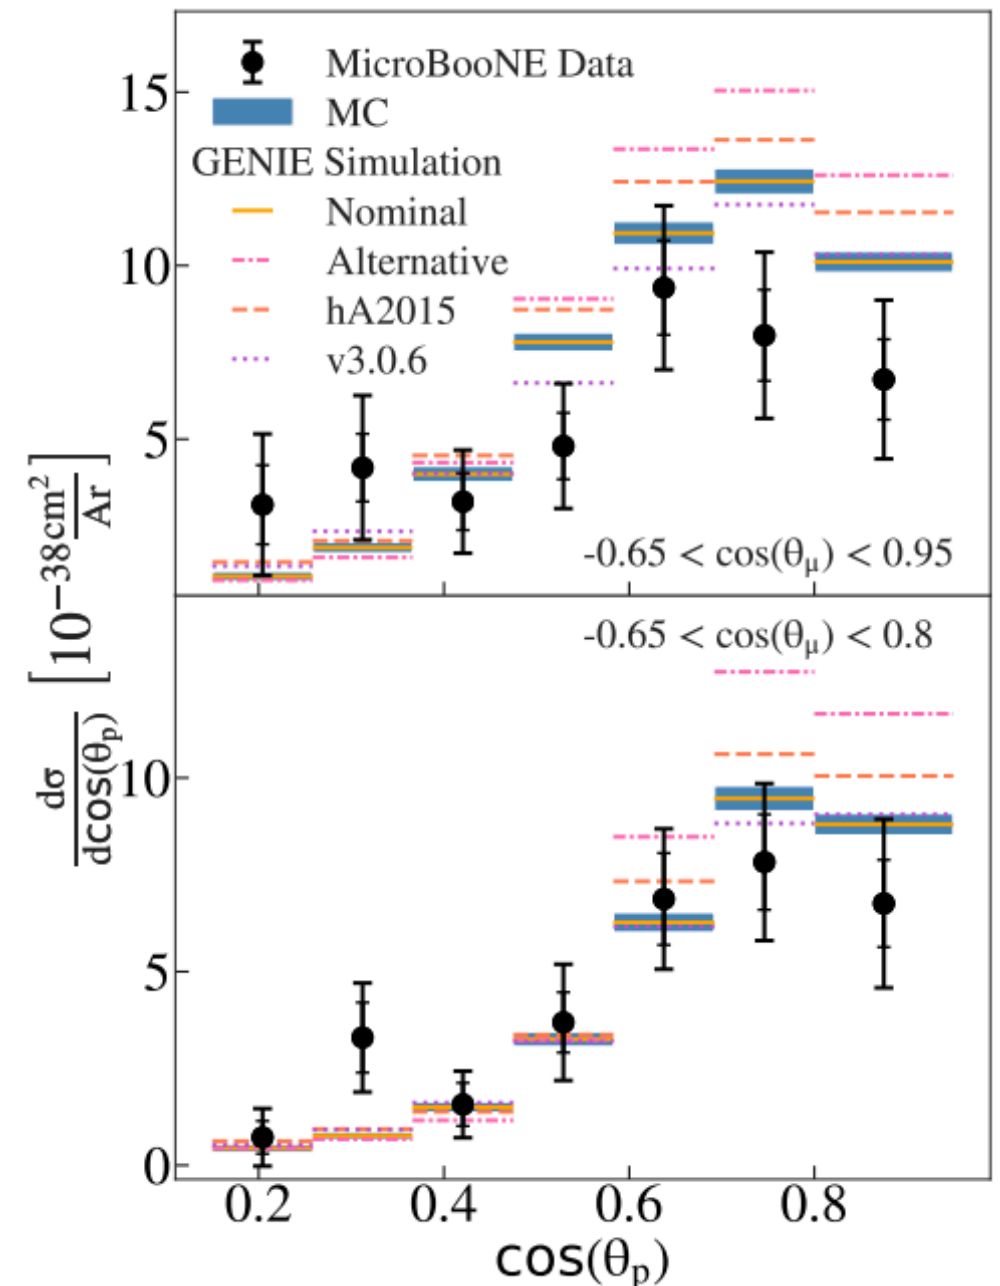 MicroBooNE Data
MC
GENIE Simulation
Nominal
Alternative
hA2015
v3.0.6
15
10
5
-0.65 < cos(θμ) < 0.95
-0.65 < cos(θμ) < 0.8
10
5
0
dσ/dcos(θp) [10−38 cm2/Ar]
0.2 0.4 0.6 0.8
cos(θp)